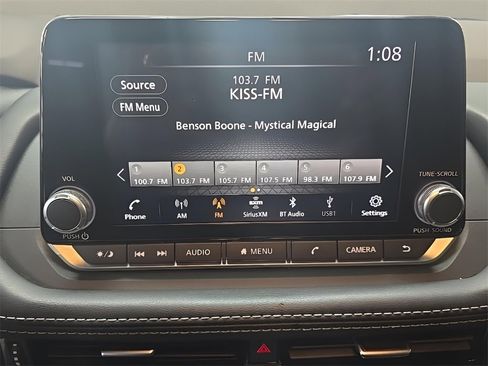 FM
1:08
Source
103.7 FM
KISS-FM
FM Menu
Benson Boone - Mystical Magical
1 2 3 4 5 6
100.7 FM 103.7 FM 105.7 FM 107.5 FM 98.3 FM 107.9 FM
VOL
TUNE·SCROLL
Phone AM FM SiriusXM BT Audio USB1 Settings
sxm
PUSH
PUSH SOUND
AUDIO MENU CAMERA